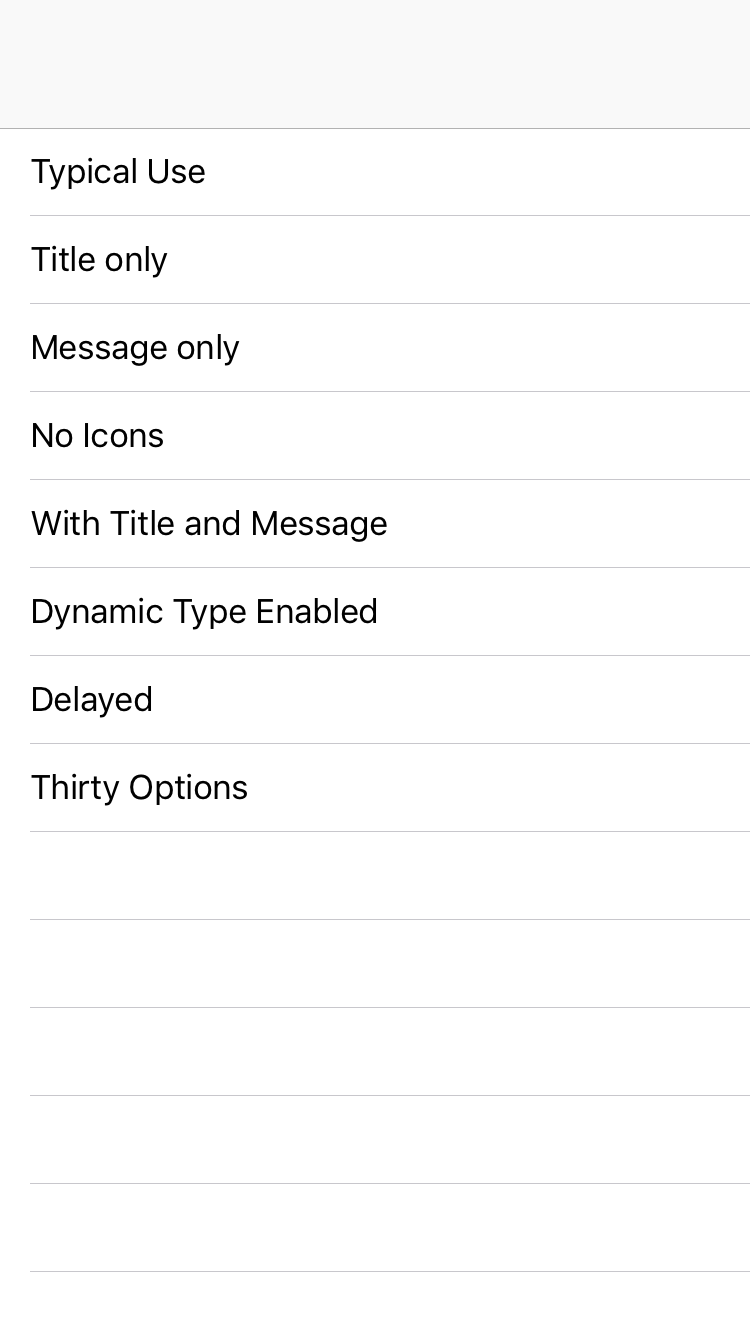 Typical Use
Title only
Message only
No Icons
With Title and Message
Dynamic Type Enabled
Delayed
Thirty Options